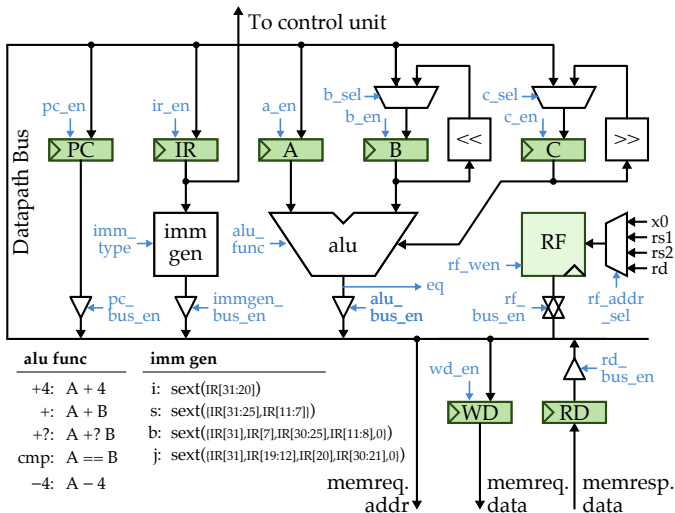 To control unit
Datapath Bus
pc_en
ir_en
a_en
b_sel
b_en
c_sel
c_en
PC
IR
A
B
<<
C
>>
imm_
type
imm
gen
alu_
func
alu
eq
RF
rf_wen
x0
rs1
rs2
rd
rf_addr
_sel
pc_
bus_en
immgen_
bus_en
alu_
bus_en
rf_
bus_en
alu func
+4: A + 4
+: A + B
+?: A +? B
cmp: A == B
−4: A − 4
imm gen
i: sext(IR[31:20])
s: sext({IR[31:25],IR[11:7]})
b: sext({IR[31],IR[7],IR[30:25],IR[11:8],0})
j: sext({IR[31],IR[19:12],IR[20],IR[30:21],0})
wd_en
WD
rd_
bus_en
RD
memreq.
addr
memreq.
data
memresp.
data